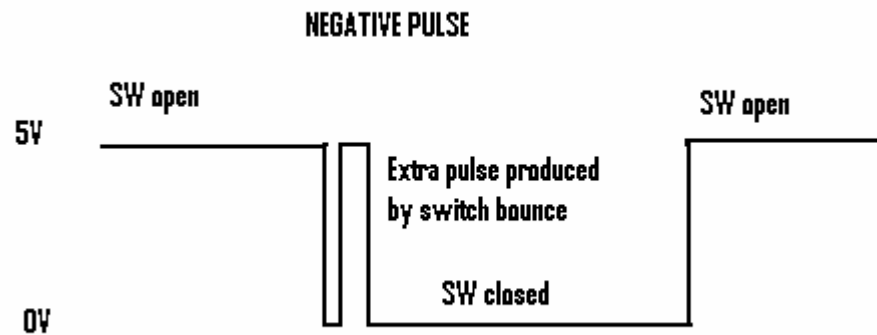 NEGATIVE PULSE
SW open
SW open
5V
Extra pulse produced
by switch bounce
SW closed
0V